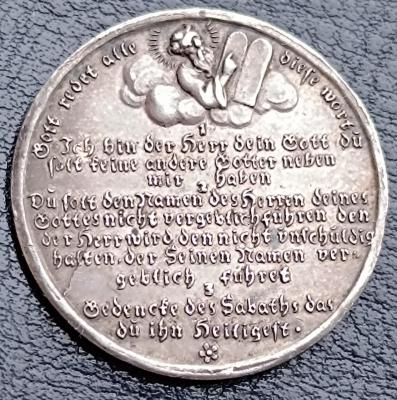 Gott redet alle diese wort
1
Ich bin der Herr dein Gott du
solt keine andere Götter neben
mir haben
2
Du solt den Namen des Herren deines
Gottes nicht vergeblich führen den
der Herr wird den nicht unschuldig
halten, der Seinen Namen ver-
geblich führet
3
Gedencke des Sabaths das
du ihn Heiligest.